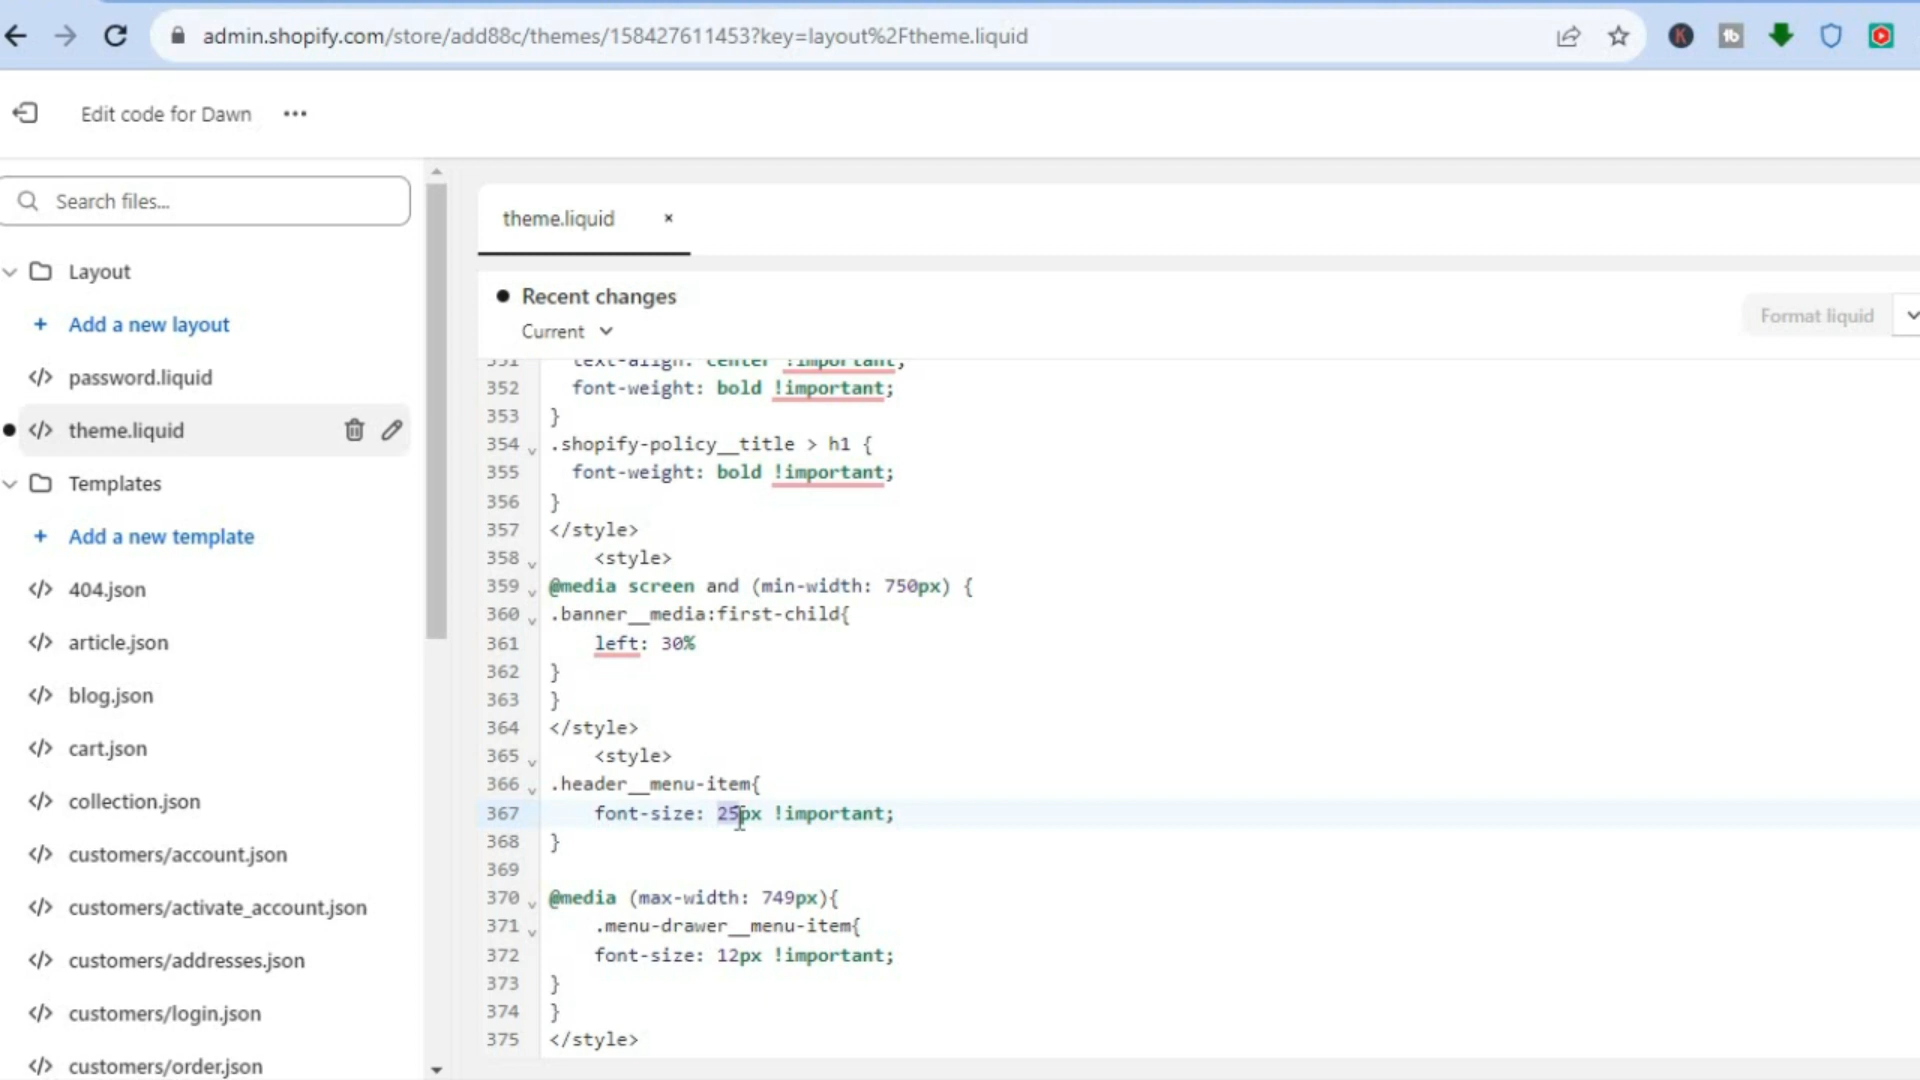 admin.shopify.com/store/add88c/themes/158427611453?key=layout%2Ftheme.liquid
K
tb
Edit code for Dawn
Search files...
theme.liquid ×
Layout
+ Add a new layout
</> password.liquid
</> theme.liquid
Templates
+ Add a new template
</> 404.json
</> article.json
</> blog.json
</> cart.json
</> collection.json
</> customers/account.json
</> customers/activate_account.json
</> customers/addresses.json
</> customers/login.json
</> customers/order.json
Recent changes
Current
Format liquid
351 text-align: center !important;
352 font-weight: bold !important;
353 }
354 .shopify-policy__title > h1 {
355 font-weight: bold !important;
356 }
357 </style>
358 <style>
359 @media screen and (min-width: 750px) {
360 .banner__media:first-child{
361 left: 30%
362 }
363 }
364 </style>
365 <style>
366 .header__menu-item{
367 font-size: 25px !important;
368 }
369
370 @media (max-width: 749px){
371 .menu-drawer__menu-item{
372 font-size: 12px !important;
373 }
374 }
375 </style>